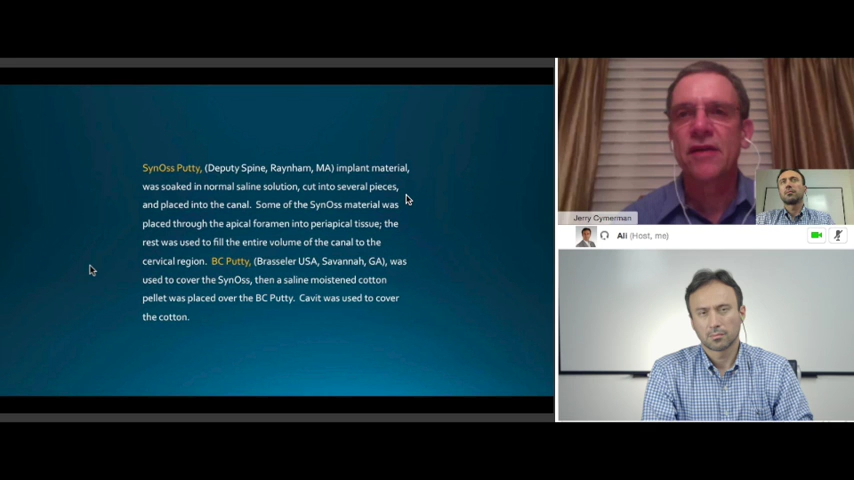 SynOss Putty, (Deputy Spine, Raynham, MA) implant material,
was soaked in normal saline solution, cut into several pieces,
and placed into the canal. Some of the SynOss material was
placed through the apical foramen into periapical tissue; the
rest was used to fill the entire volume of the canal to the
cervical region. BC Putty, (Brasseler USA, Savannah, GA), was
used to cover the SynOss, then a saline moistened cotton
pellet was placed over the BC Putty. Cavit was used to cover
the cotton.
Jerry Cymerman
Ali (Host, me)